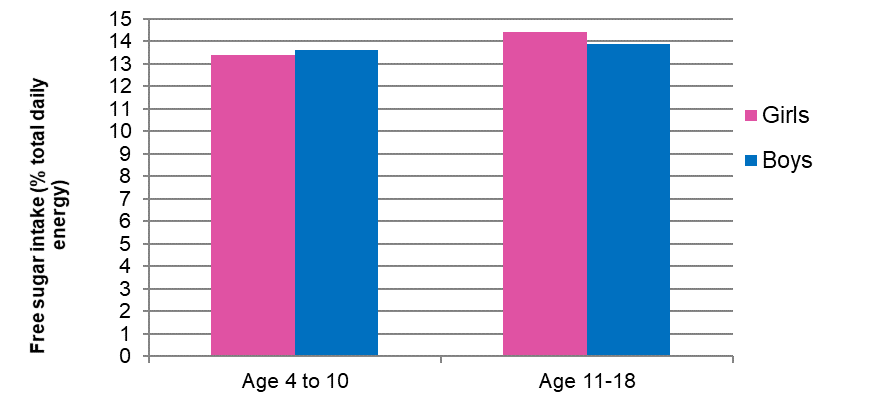 Free sugar intake (% total daily
energy)
15
14
13
12
11
10
9
8
7
6
5
4
3
2
1
0
Age 4 to 10
Age 11-18
Girls
Boys